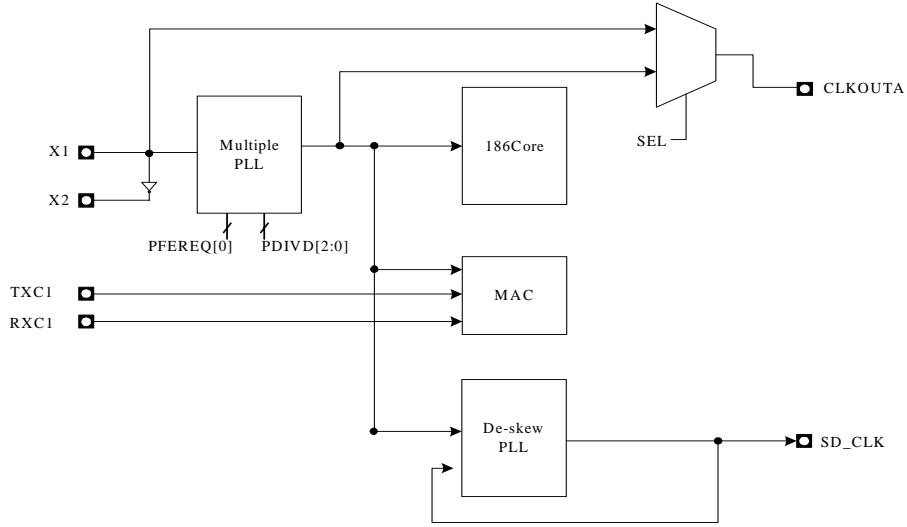 CLKOUTA
SEL
X1
Multiple
PLL
186Core
X2
PFEREQ[0]
PDIVD[2:0]
TXC1
MAC
RXC1
De-skew
PLL
SD_CLK